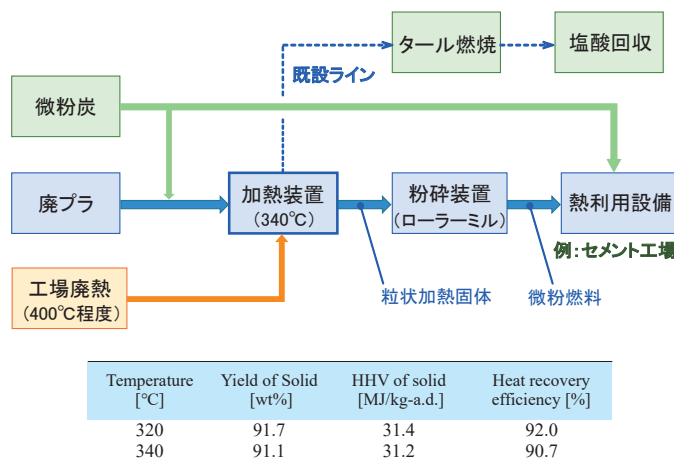 タール燃焼
塩酸回収
既設ライン
微粉炭
廃プラ
加熱装置
(340℃)
粉砕装置
(ローラーミル)
熱利用設備
例:セメント工場
工場廃熱
(400℃程度)
粒状加熱固体
微粉燃料
Temperature Yield of Solid HHV of solid Heat recovery
[°C] [wt%] [MJ/kg-a.d.] efficiency [%]
320 91.7 31.4 92.0
340 91.1 31.2 90.7